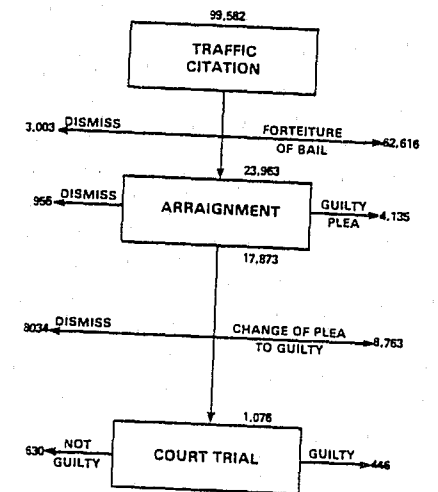 99,582
TRAFFIC
CITATION
3,003 DISMISS
FORTEITURE
OF BAIL 62,616
23,963
956 DISMISS
ARRAIGNMENT
GUILTY
PLEA 4,135
17,873
8034 DISMISS
CHANGE OF PLEA
TO GUILTY 8,763
1,076
630 NOT
GUILTY
COURT TRIAL
GUILTY 446